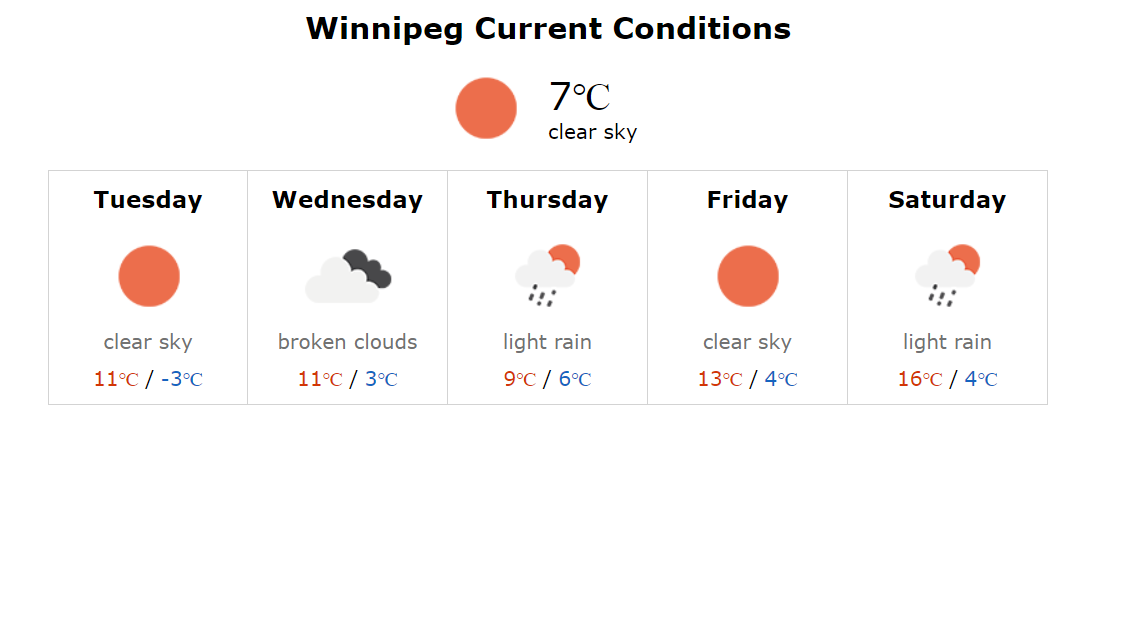 Winnipeg Current Conditions
7℃
clear sky
Tuesday
clear sky
11℃ / -3℃
Wednesday
broken clouds
11℃ / 3℃
Thursday
light rain
9℃ / 6℃
Friday
clear sky
13℃ / 4℃
Saturday
light rain
16℃ / 4℃